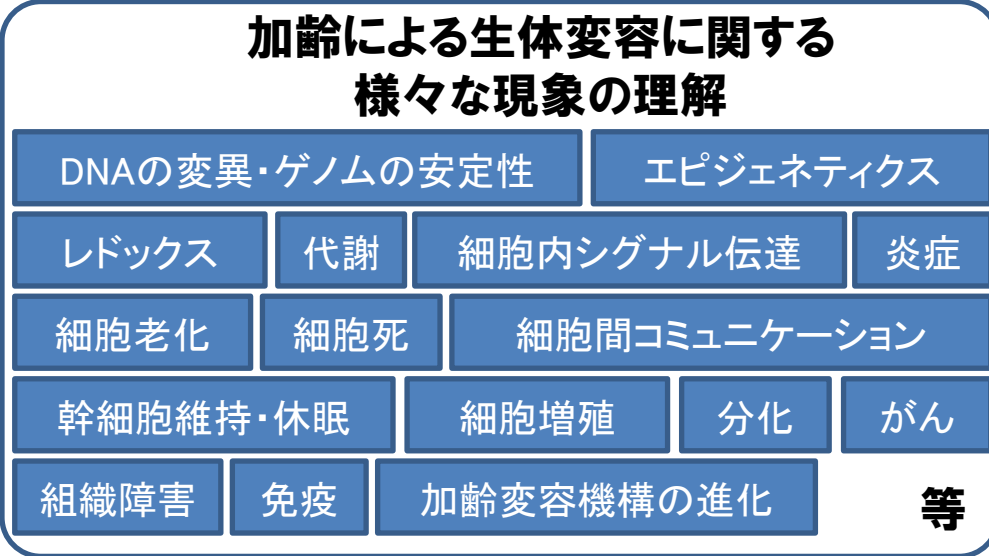 加齢による生体変容に関する
様々な現象の理解
DNAの変異・ゲノムの安定性 エピジェネティクス
レドックス 代謝 細胞内シグナル伝達 炎症
細胞老化 細胞死 細胞間コミュニケーション
幹細胞維持・休眠 細胞増殖 分化 がん
組織障害 免疫 加齢変容機構の進化 等